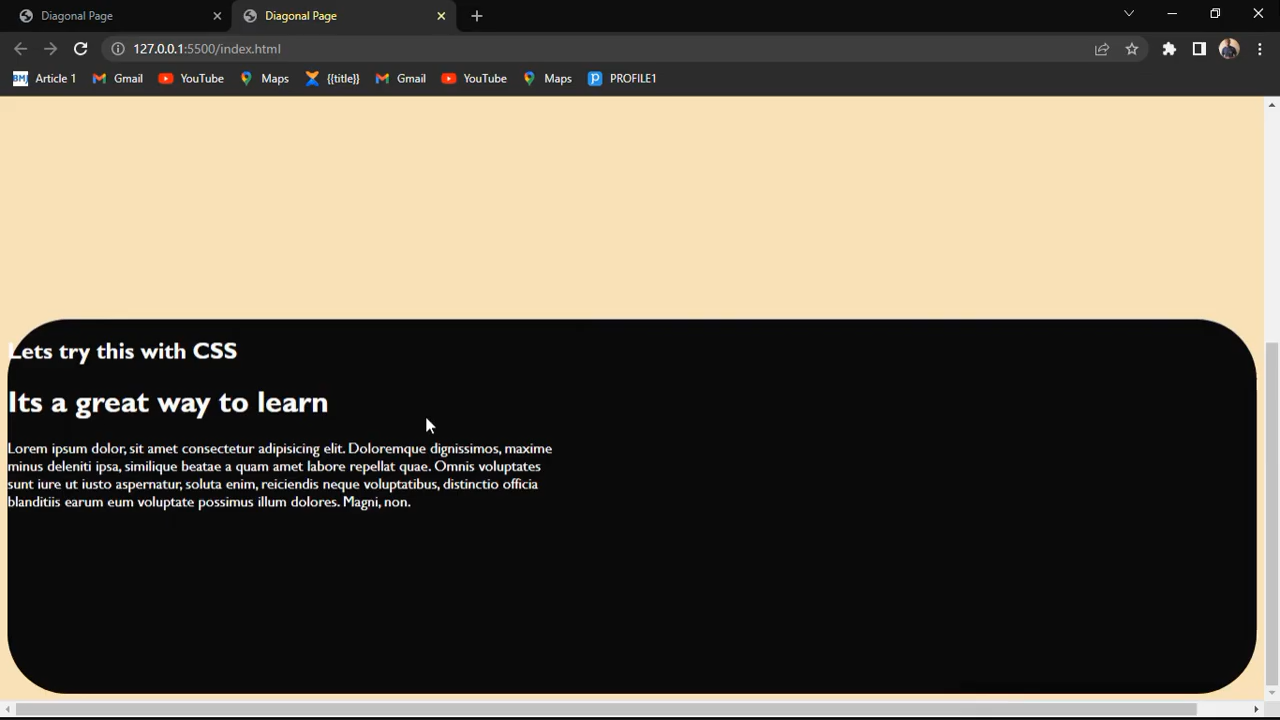 Diagonal Page
Diagonal Page
127.0.0.1:5500/index.html
BMJ Article 1 Gmail YouTube Maps {{title}} Gmail YouTube Maps p PROFILE1
Lets try this with CSS
Its a great way to learn
Lorem ipsum dolor, sit amet consectetur adipisicing elit. Doloremque dignissimos, maxime
minus deleniti ipsa, similique beatae a quam amet labore repellat quae. Omnis voluptates
sunt iure ut iusto aspernatur, soluta enim, reiciendis neque voluptatibus, distinctio officia
blanditiis earum eum voluptate possimus illum dolores. Magni, non.